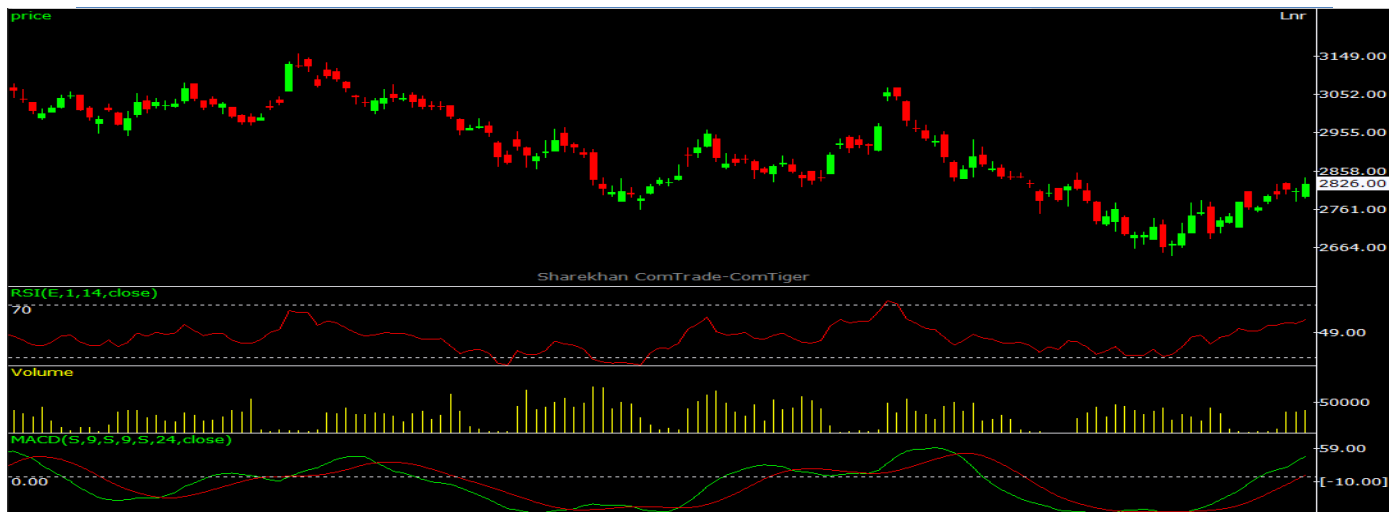 price Lnr
3149.00
3052.00
2955.00
2858.00
2826.00
2761.00
2664.00
Sharekhan ComTrade-ComTiger
RSI(E,1,14,close)
70
49.00
Volume
50000
MACD(S,9,S,9,S,24,close)
59.00
0.00 [-10.00]